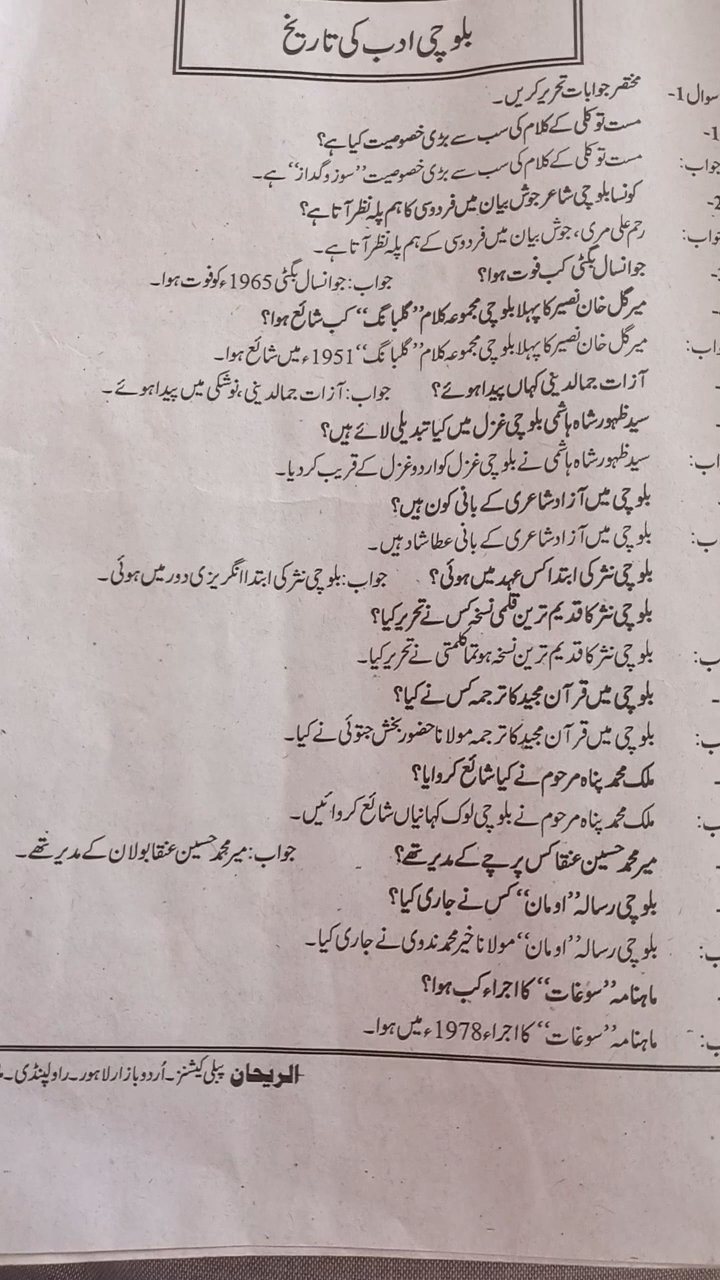 بلوچی ادب کی تاریخ
سوال 1- مختصر جوابات تحریر کریں۔
1- مست توکلی کے کلام کی سب سے بڑی خصوصیت کیا ہے؟
جواب: مست توکلی کے کلام کی سب سے بڑی خصوصیت ’’سوز و گداز‘‘ ہے۔
2- کونسا بلوچی شاعر جوش بیان میں فردوسی کا ہم پلہ نظر آتا ہے؟
جواب: رحم علی مری، جوش بیان میں فردوسی کے ہم پلہ نظر آتا ہے۔
جوانسال بگٹی کب فوت ہوا؟ جواب: جوانسال بگٹی 1965ء کو فوت ہوا۔
میر گل خان نصیر کا پہلا بلوچی مجموعہ کلام ’’گلبانگ‘‘ کب شائع ہوا؟
اب: میر گل خان نصیر کا پہلا بلوچی مجموعہ کلام ’’گلبانگ‘‘ 1951ء میں شائع ہوا۔
آزات جمالدینی کہاں پیدا ہوئے؟ جواب: آزات جمالدینی، نوشکی میں پیدا ہوئے۔
سید ظہور شاہ ہاشمی بلوچی غزل میں کیا تبدیلی لائے ہیں؟
اب: سید ظہور شاہ ہاشمی نے بلوچی غزل کو اردو غزل کے قریب کر دیا۔
بلوچی میں آزاد شاعری کے بانی کون ہیں؟
ب: بلوچی میں آزاد شاعری کے بانی عطا شاد ہیں۔
بلوچی نثر کی ابتدا کس عہد میں ہوئی؟ جواب: بلوچی نثر کی ابتدا انگریزی دور میں ہوئی۔
بلوچی نثر کا قدیم ترین قلمی نسخہ کس نے تحریر کیا؟
ب: بلوچی نثر کا قدیم ترین نسخہ ہوتما کلمتی نے تحریر کیا۔
- بلوچی میں قرآن مجید کا ترجمہ کس نے کیا؟
ب: بلوچی میں قرآن مجید کا ترجمہ مولانا حضور بخش جتوئی نے کیا۔
- ملک محمد پناہ مرحوم نے کیا شائع کروایا؟
ب: ملک محمد پناہ مرحوم نے بلوچی لوک کہانیاں شائع کروائیں۔
- میر محمد حسین عنقا کس پرچے کے مدیر تھے؟ جواب: میر محمد حسین عنقا بولان کے مدیر تھے۔
- بلوچی رسالہ ’’اومان‘‘ کس نے جاری کیا؟
ب: بلوچی رسالہ ’’اومان‘‘ مولانا خیر محمد ندوی نے جاری کیا۔
- ماہنامہ ’’سوغات‘‘ کا اجراء کب ہوا؟
ب: ماہنامہ ’’سوغات‘‘ کا اجراء 1978ء میں ہوا۔
الریحان پبلی کیشنز۔ اُردو بازار لاہور۔ راولپنڈی۔